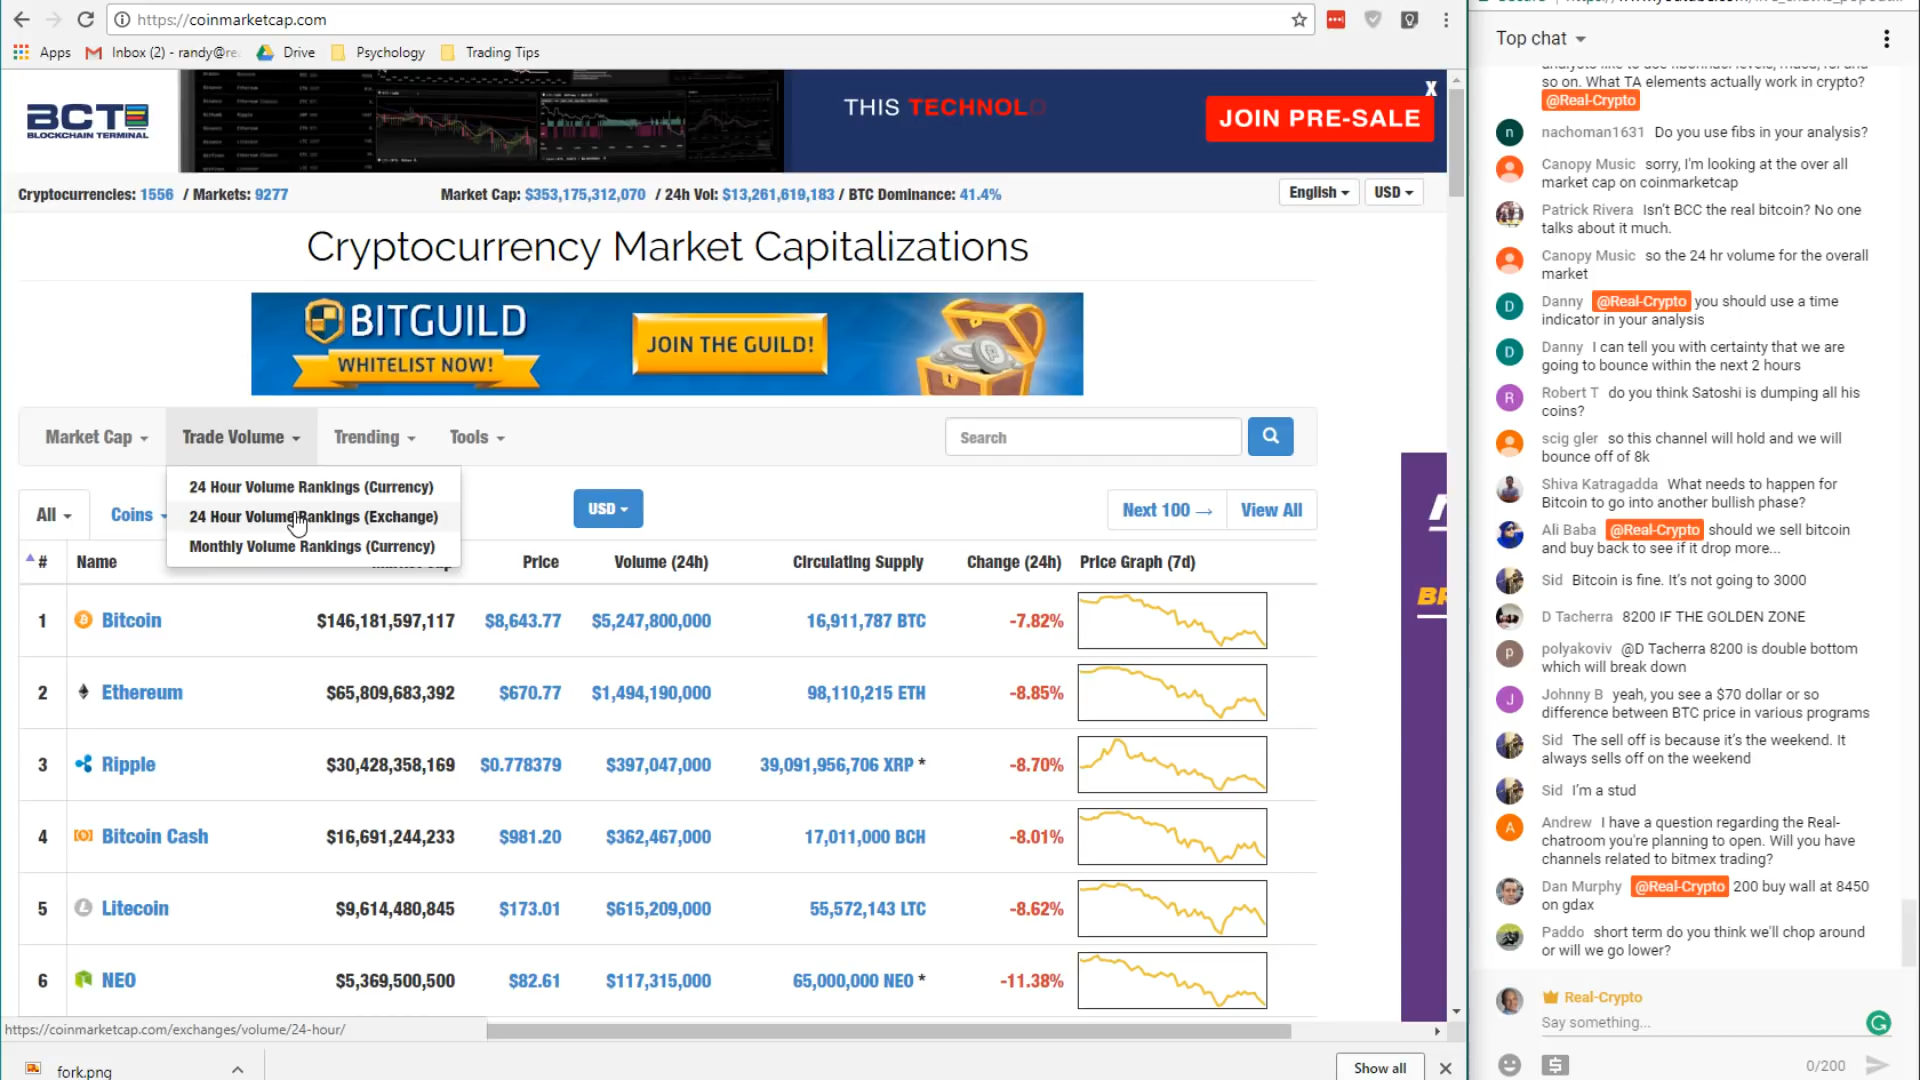 https://coinmarketcap.com
Apps
Inbox (2) - randy@re
Drive
Psychology
Trading Tips
BCT
BLOCKCHAIN TERMINAL
THIS TECHNOLO
JOIN PRE-SALE
X
Cryptocurrencies: 1556 / Markets: 9277
Market Cap: $353,175,312,070 / 24h Vol: $13,261,619,183 / BTC Dominance: 41.4%
English
USD
Cryptocurrency Market Capitalizations
BITGUILD
WHITELIST NOW!
JOIN THE GUILD!
Market Cap
Trade Volume
Trending
Tools
Search
24 Hour Volume Rankings (Currency)
24 Hour Volume Rankings (Exchange)
Monthly Volume Rankings (Currency)
All
Coins
USD
Next 100 →
View All
# Name Price Volume (24h) Circulating Supply Change (24h) Price Graph (7d)
1 Bitcoin $146,181,597,117 $8,643.77 $5,247,800,000 16,911,787 BTC -7.82%
2 Ethereum $65,809,683,392 $670.77 $1,494,190,000 98,110,215 ETH -8.85%
3 Ripple $30,428,358,169 $0.778379 $397,047,000 39,091,956,706 XRP * -8.70%
4 Bitcoin Cash $16,691,244,233 $981.20 $362,467,000 17,011,000 BCH -8.01%
5 Litecoin $9,614,480,845 $173.01 $615,209,000 55,572,143 LTC -8.62%
6 NEO $5,369,500,500 $82.61 $117,315,000 65,000,000 NEO * -11.38%
https://coinmarketcap.com/exchanges/volume/24-hour/
fork.png
Show all
Top chat
so on. What TA elements actually work in crypto?
@Real-Crypto
nachoman1631 Do you use fibs in your analysis?
Canopy Music sorry, I'm looking at the over all
market cap on coinmarketcap
Patrick Rivera Isn't BCC the real bitcoin? No one
talks about it much.
Canopy Music so the 24 hr volume for the overall
market
Danny @Real-Crypto you should use a time
indicator in your analysis
Danny I can tell you with certainty that we are
going to bounce within the next 2 hours
Robert T do you think Satoshi is dumping all his
coins?
scig gler so this channel will hold and we will
bounce off of 8k
Shiva Katragadda What needs to happen for
Bitcoin to go into another bullish phase?
Ali Baba @Real-Crypto should we sell bitcoin
and buy back to see if it drop more...
Sid Bitcoin is fine. It's not going to 3000
D Tacherra 8200 IF THE GOLDEN ZONE
polyakoviv @D Tacherra 8200 is double bottom
which will break down
Johnny B yeah, you see a $70 dollar or so
difference between BTC price in various programs
Sid The sell off is because it's the weekend. It
always sells off on the weekend
Sid I'm a stud
Andrew I have a question regarding the Real-
chatroom you're planning to open. Will you have
channels related to bitmex trading?
Dan Murphy @Real-Crypto 200 buy wall at 8450
on gdax
Paddo short term do you think we'll chop around
or will we go lower?
Real-Crypto
Say something...
0/200